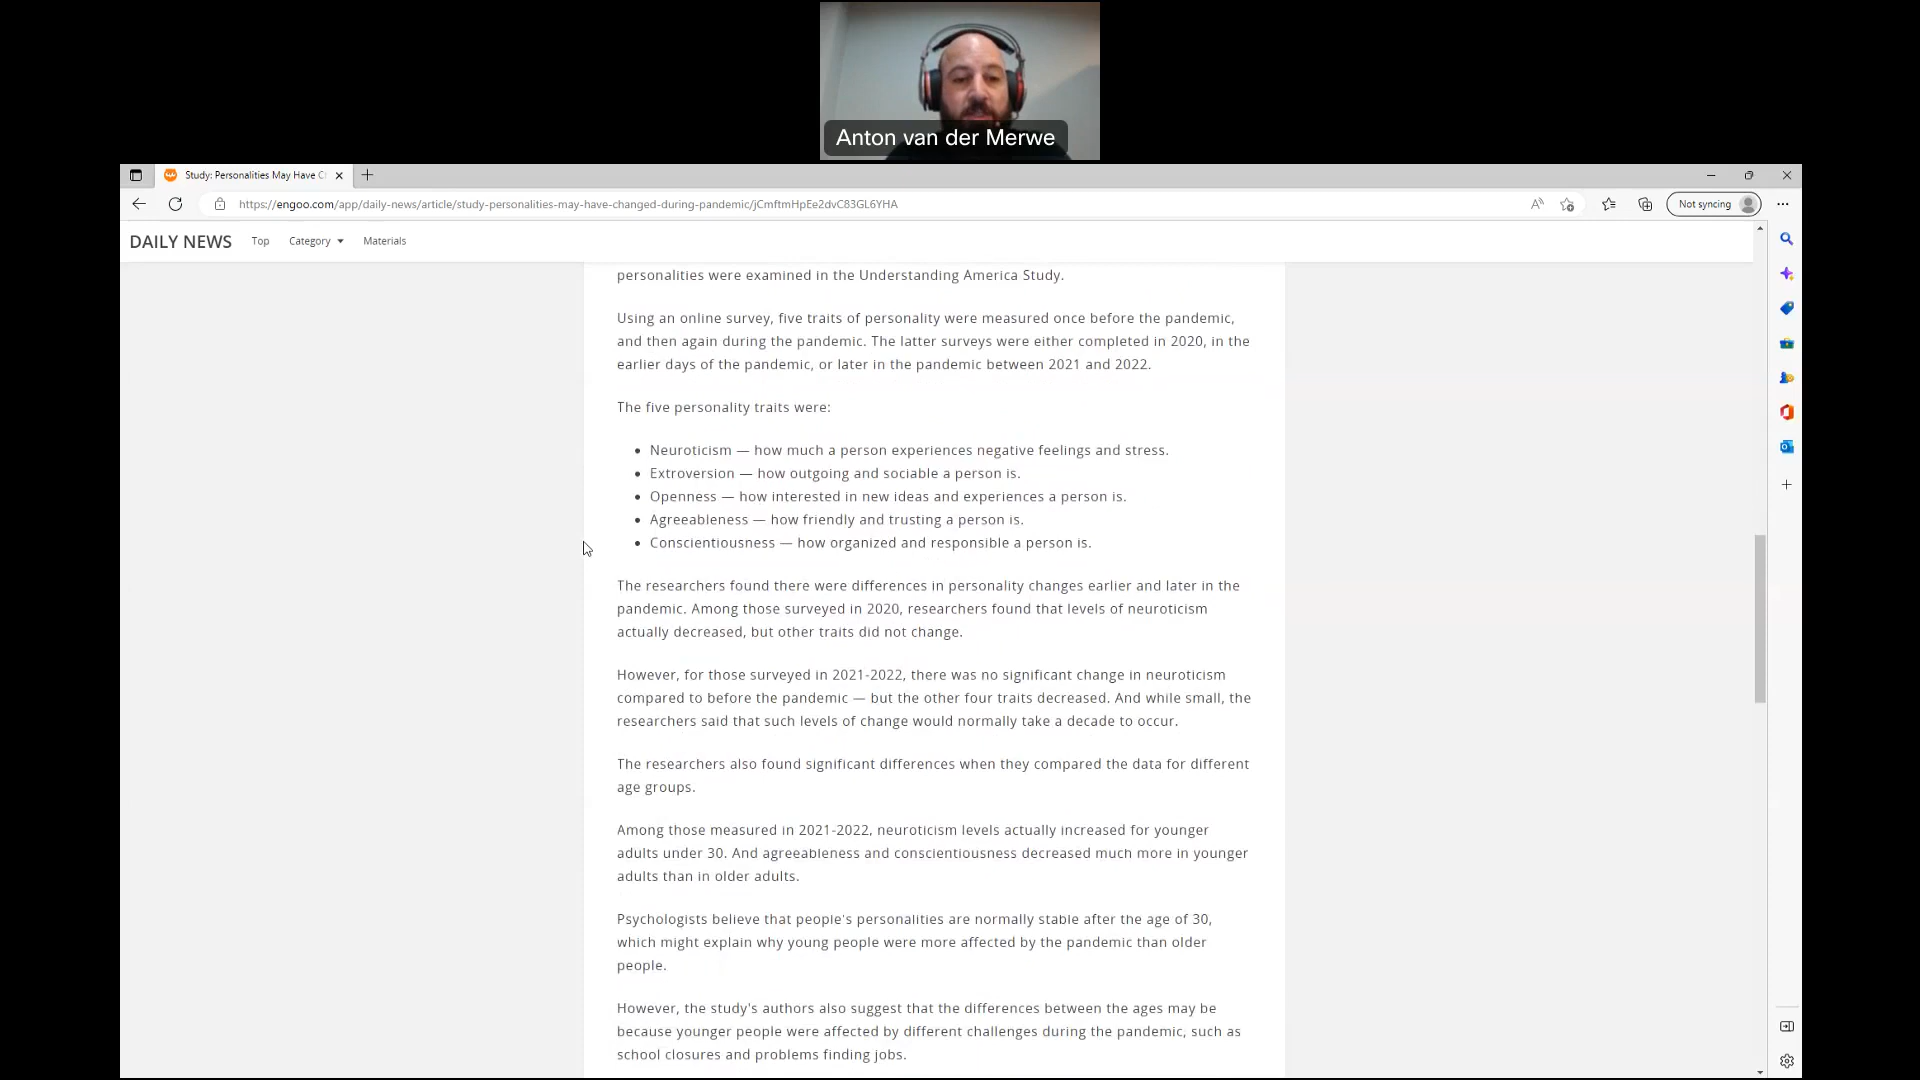 Anton van der Merwe
Study: Personalities May Have C
https://engoo.com/app/daily-news/article/study-personalities-may-have-changed-during-pandemic/jCmftmHpEe2dvC83GL6YHA
Not syncing
DAILY NEWS Top Category Materials
personalities were examined in the Understanding America Study.
Using an online survey, five traits of personality were measured once before the pandemic,
and then again during the pandemic. The latter surveys were either completed in 2020, in the
earlier days of the pandemic, or later in the pandemic between 2021 and 2022.
The five personality traits were:
• Neuroticism — how much a person experiences negative feelings and stress.
• Extroversion — how outgoing and sociable a person is.
• Openness — how interested in new ideas and experiences a person is.
• Agreeableness — how friendly and trusting a person is.
• Conscientiousness — how organized and responsible a person is.
The researchers found there were differences in personality changes earlier and later in the
pandemic. Among those surveyed in 2020, researchers found that levels of neuroticism
actually decreased, but other traits did not change.
However, for those surveyed in 2021-2022, there was no significant change in neuroticism
compared to before the pandemic — but the other four traits decreased. And while small, the
researchers said that such levels of change would normally take a decade to occur.
The researchers also found significant differences when they compared the data for different
age groups.
Among those measured in 2021-2022, neuroticism levels actually increased for younger
adults under 30. And agreeableness and conscientiousness decreased much more in younger
adults than in older adults.
Psychologists believe that people's personalities are normally stable after the age of 30,
which might explain why young people were more affected by the pandemic than older
people.
However, the study's authors also suggest that the differences between the ages may be
because younger people were affected by different challenges during the pandemic, such as
school closures and problems finding jobs.